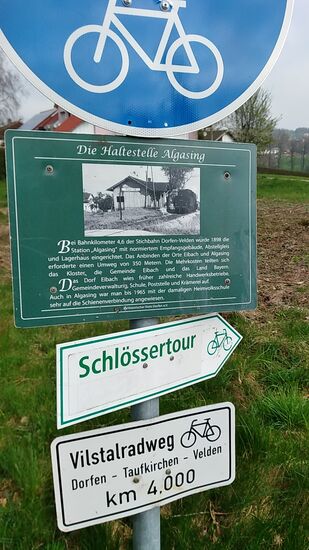 Die Haltestelle Algasing
Bei Bahnkilometer 4,6 der Stichbahn Dorfen-Velden wurde 1898 die
Station „Algasing" mit normiertem Empfangsgebäude, Abseitsgleis
und Lagerhaus eingerichtet. Das Anbinden der Orte Eibach und Algasing
erforderte einen Umweg von 350 Metern. Die Mehrkosten teilten sich
das Kloster, die Gemeinde Eibach und das Land Bayern.
Das Dorf Eibach wies früher zahlreiche Handelsbetriebe,
Gemeindeverwaltung, Schule, Poststelle und Krämerei auf.
Auch in Algasing war man bis 1965 mit der damaligen Heimvolksschule
sehr auf die Schienenverbindung angewiesen.
Schlössertour
Vilstalradweg
Dorfen - Taufkirchen - Velden
km 4,000